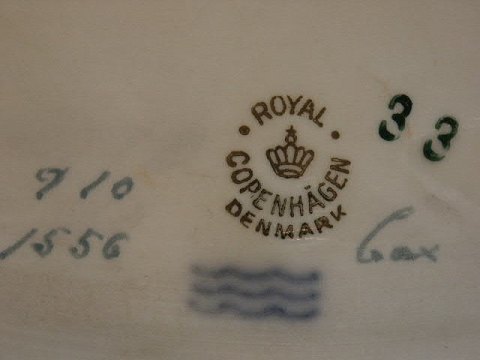 ROYAL
COPENHAGEN
DENMARK
33
910
1556